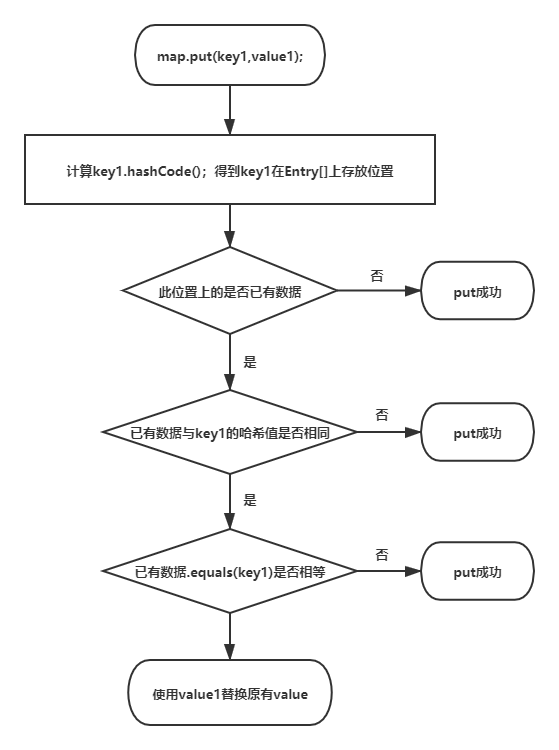 map.put(key1,value1);
计算key1.hashCode();得到key1在Entry[]上存放位置
此位置上的是否已有数据
否
put成功
是
已有数据与key1的哈希值是否相同
否
put成功
是
已有数据.equals(key1)是否相等
否
put成功
使用value1替换原有value